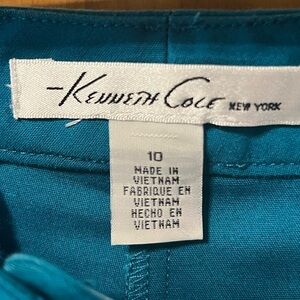 Kenneth Cole NEW YORK
10
MADE IN
VIETNAM
FABRIQUE EN
VIETNAM
HECHO EN
VIETNAM